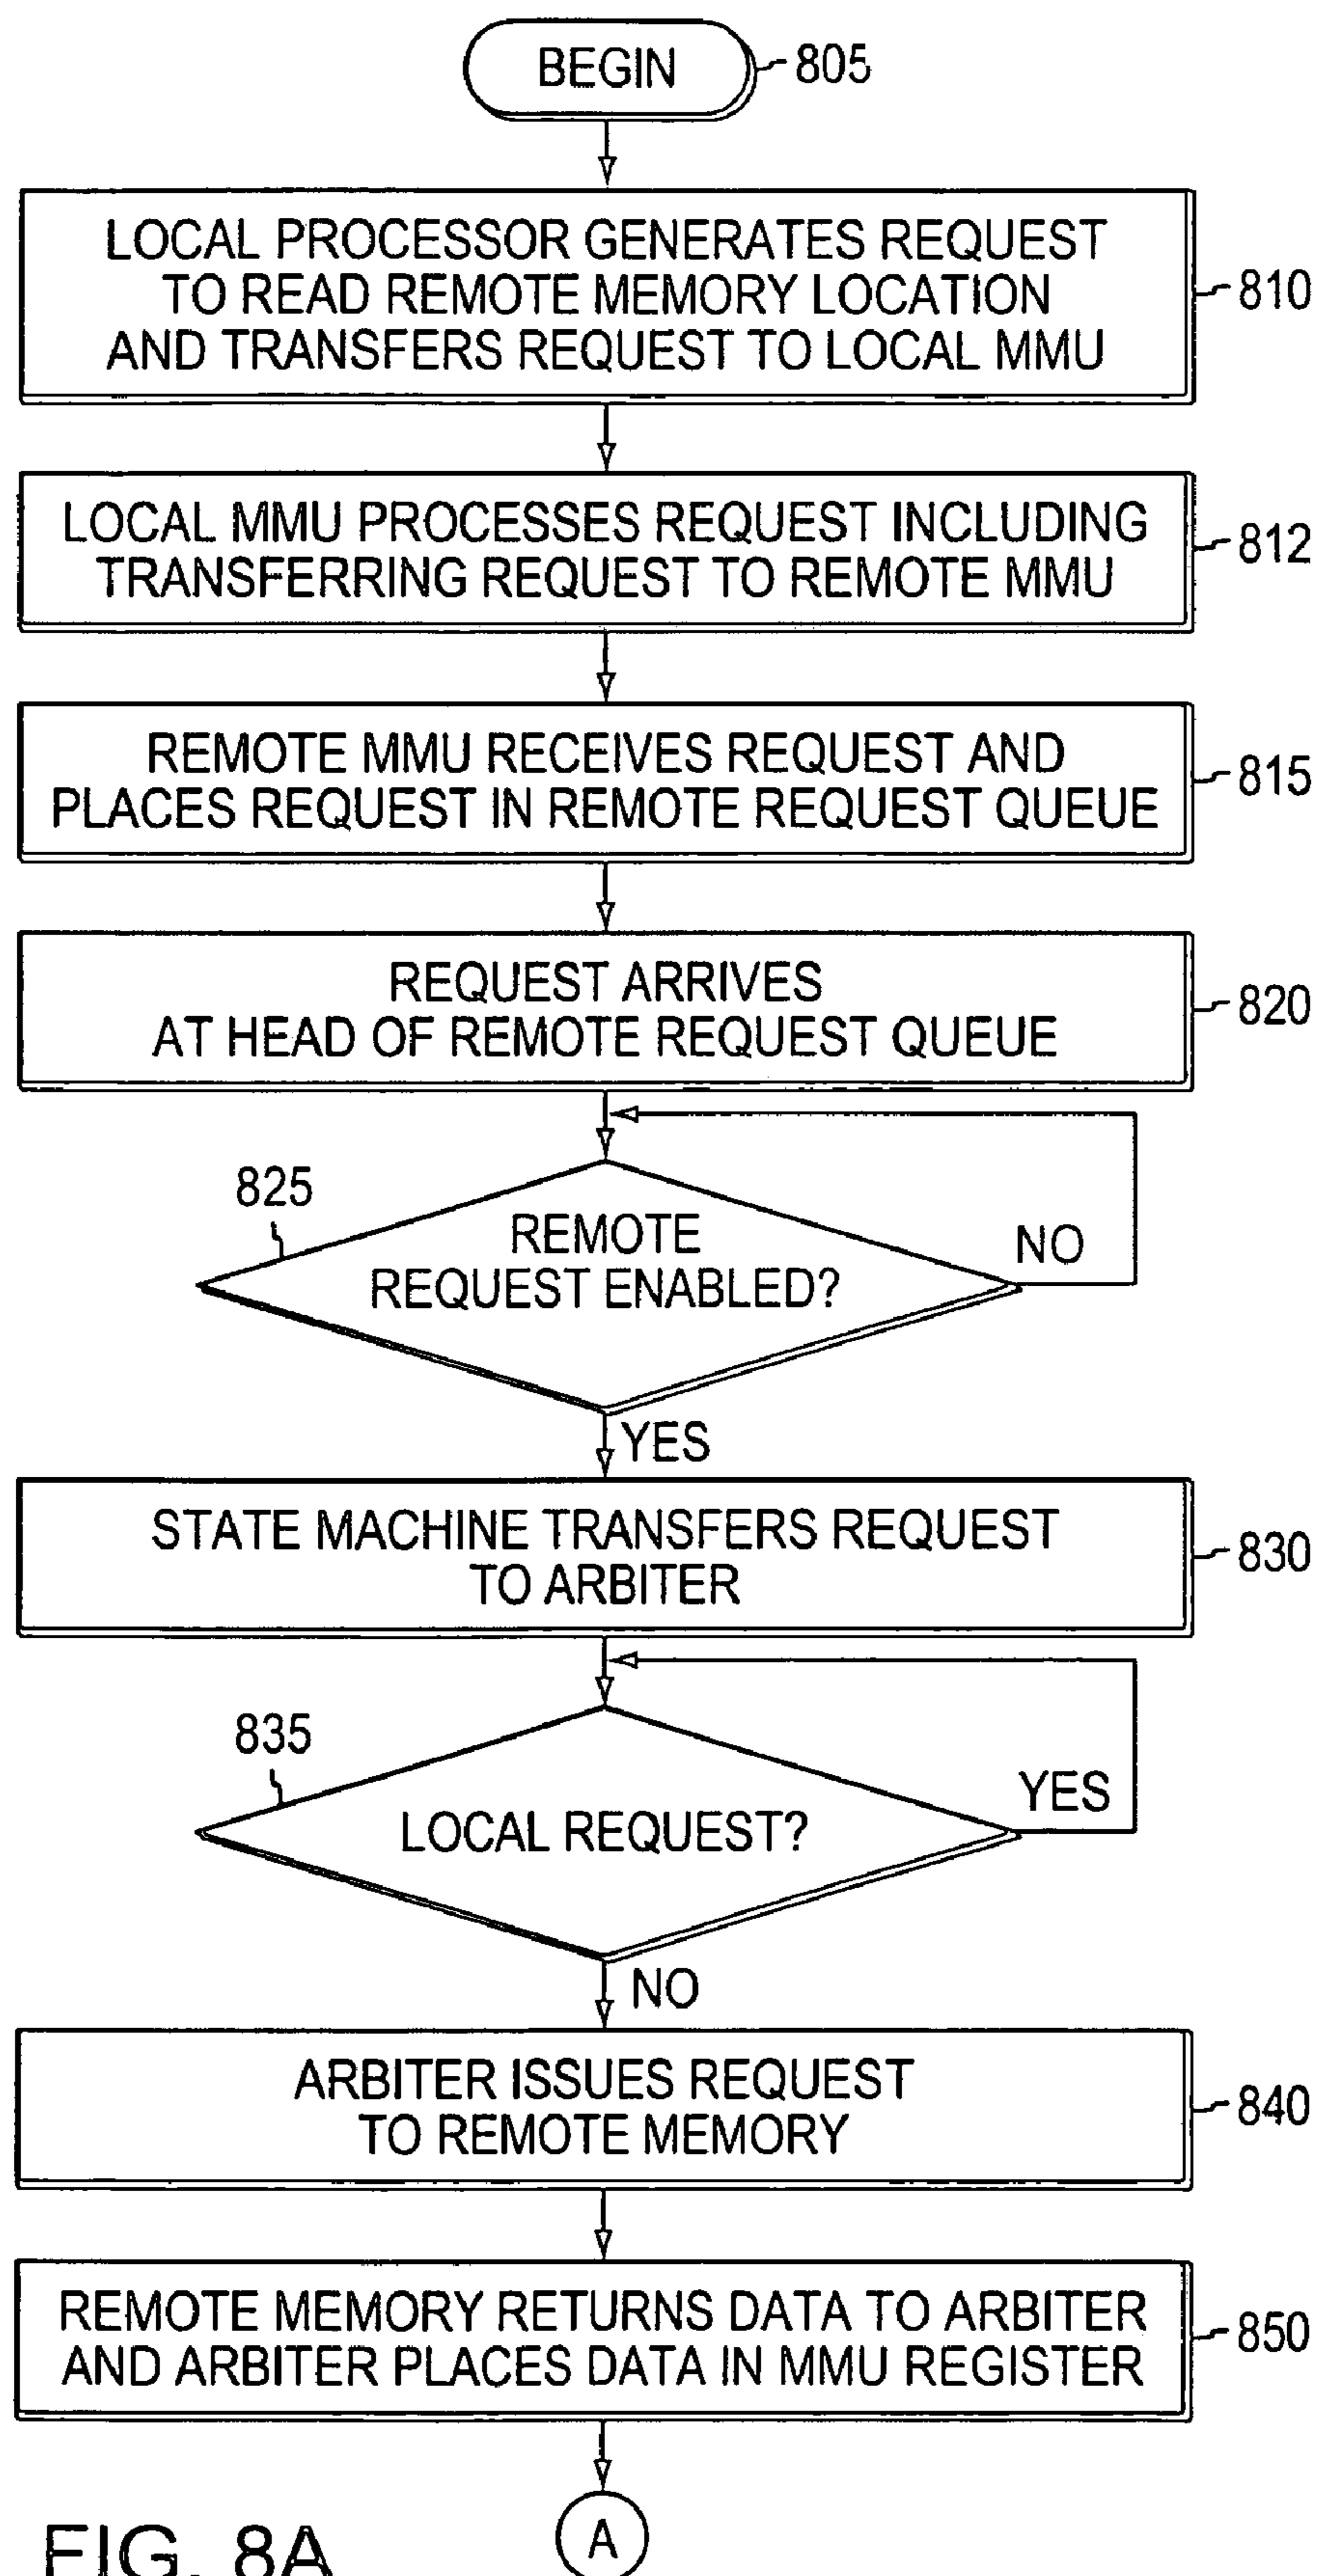 BEGIN
805
LOCAL PROCESSOR GENERATES REQUEST
TO READ REMOTE MEMORY LOCATION
AND TRANSFERS REQUEST TO LOCAL MMU
810
LOCAL MMU PROCESSES REQUEST INCLUDING
TRANSFERRING REQUEST TO REMOTE MMU
812
REMOTE MMU RECEIVES REQUEST AND
PLACES REQUEST IN REMOTE REQUEST QUEUE
815
REQUEST ARRIVES
AT HEAD OF REMOTE REQUEST QUEUE
820
825
REMOTE
REQUEST ENABLED?
NO
YES
STATE MACHINE TRANSFERS REQUEST
TO ARBITER
830
835
LOCAL REQUEST?
YES
NO
ARBITER ISSUES REQUEST
TO REMOTE MEMORY
840
REMOTE MEMORY RETURNS DATA TO ARBITER
AND ARBITER PLACES DATA IN MMU REGISTER
850
A
FIG. 8A